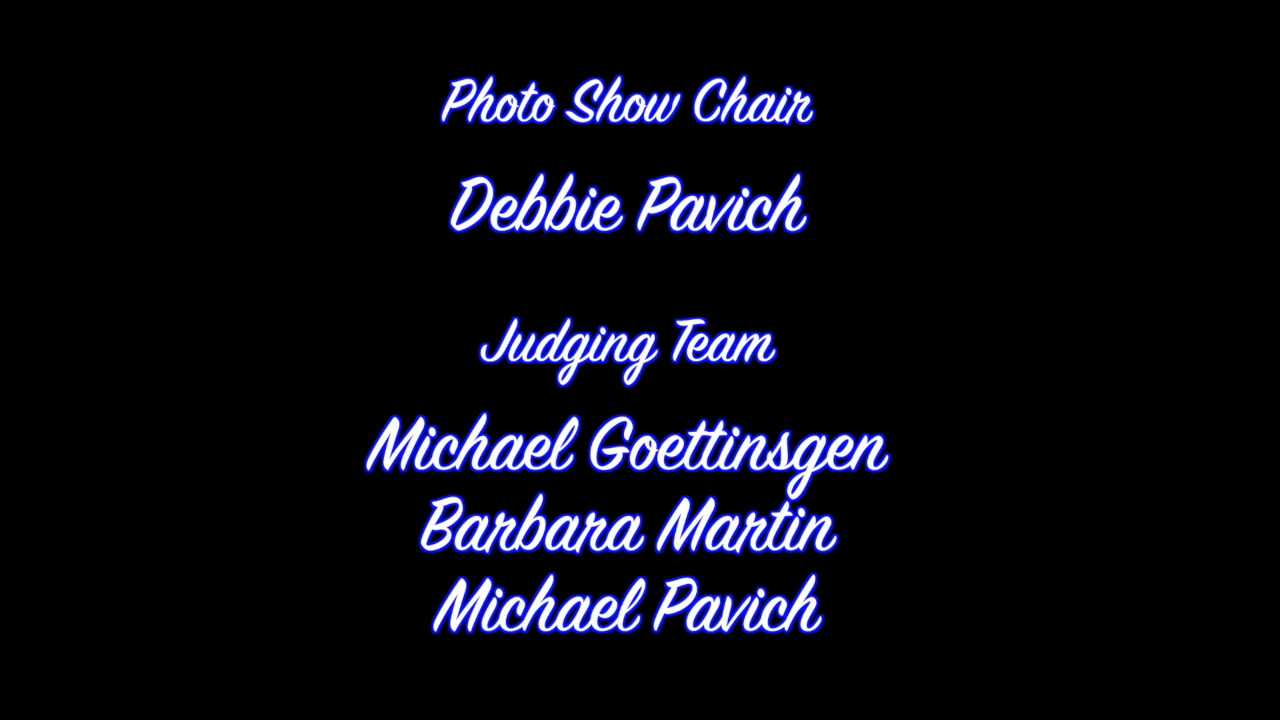 Photo Show Chair
Debbie Pavich
Judging Team
Michael Goettinsgen
Barbara Martin
Michael Pavich